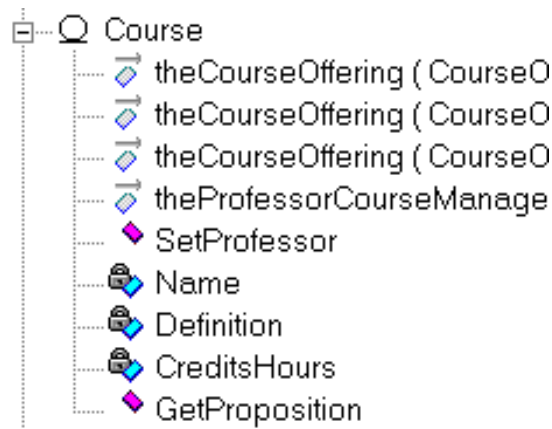 Course
theCourseOffering ( CourseO
theCourseOffering ( CourseO
theCourseOffering ( CourseO
theProfessorCourseManage
SetProfessor
Name
Definition
CreditsHours
GetProposition